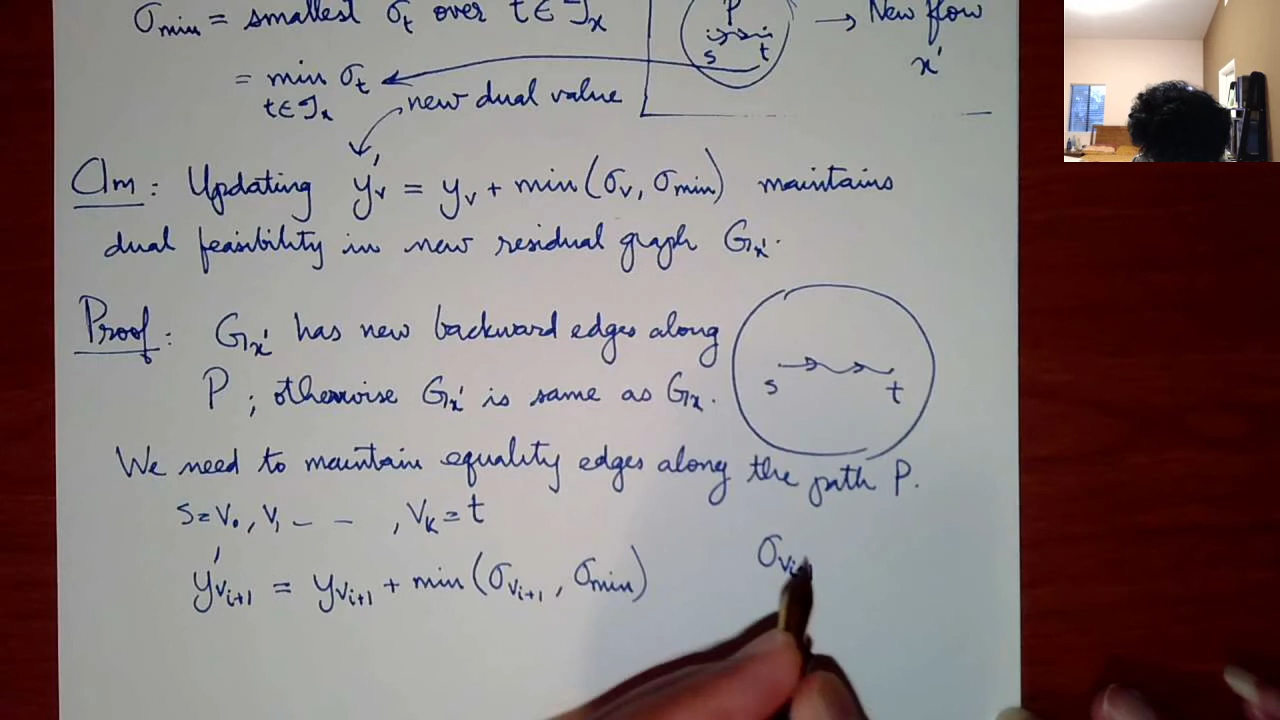 σmin = smallest σt over t ∈ Tx
= min σt
t ∈ Tx
P
s t
→ New flow
x'
new dual value
Clm: Updating y'v = yv + min(σv, σmin) maintains
dual feasibility in new residual graph Gx'.
Proof: Gx' has new backward edges along
P; otherwise Gx' is same as Gx.
s t
We need to maintain equality edges along the path P.
s=v0, v1 - - , vk = t
y'vi+1 = yvi+1 + min(σvi+1, σmin)
σvi+1